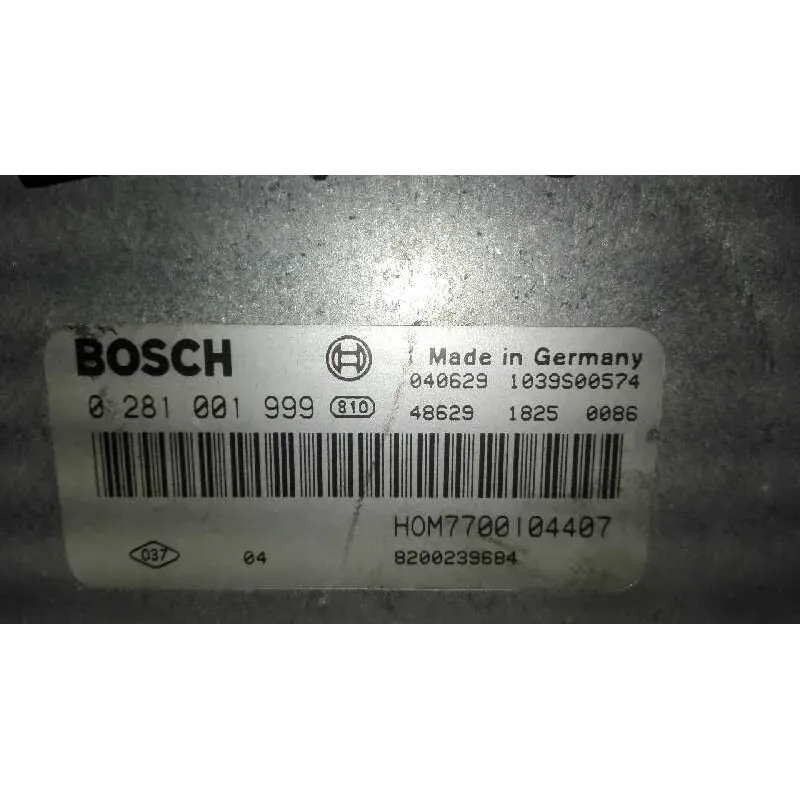 BOSCH
Made in Germany
040629 1039S00574
0 281 001 999 810
48629 1825 0086
HOM7700104407
037 04 8200239684